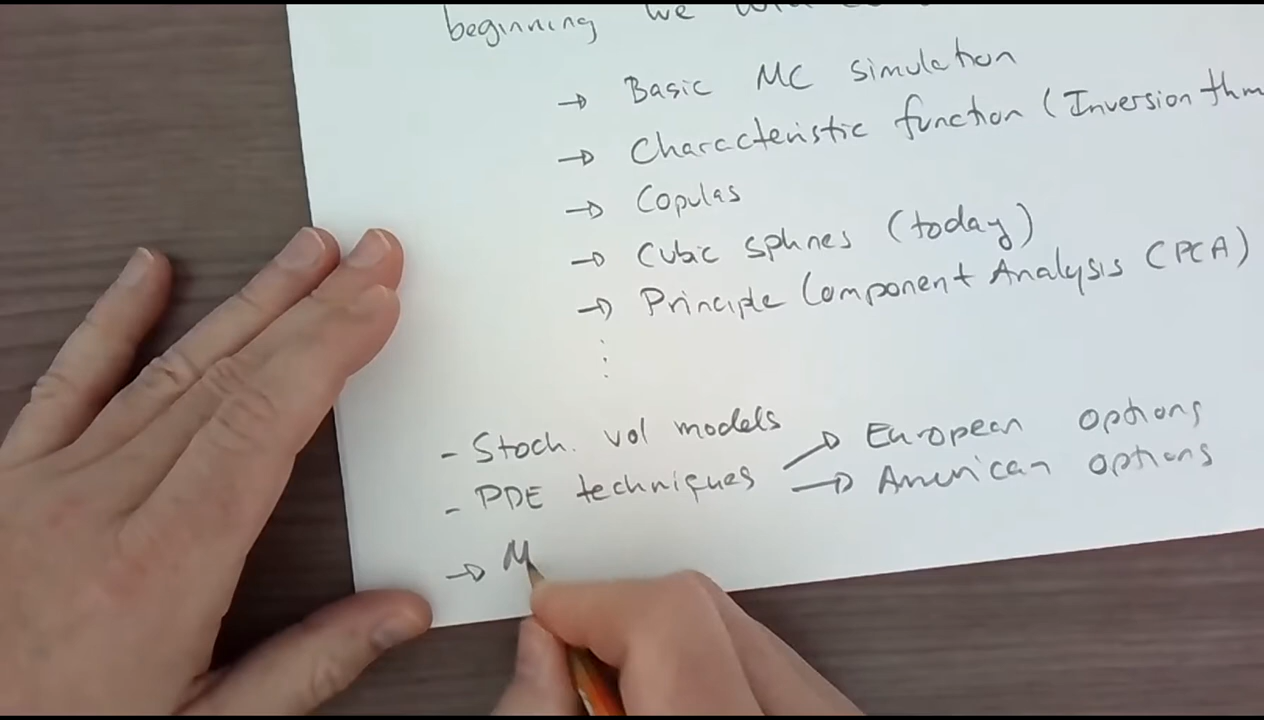 beginning we
→ Basic MC simulation
→ Characteristic function (Inversion thm
→ Copulas
→ Cubic splines (today)
→ Principle Component Analysis (PCA)
⋮
- Stoch. vol models
- PDE techniques → European options
→ American options
→ M